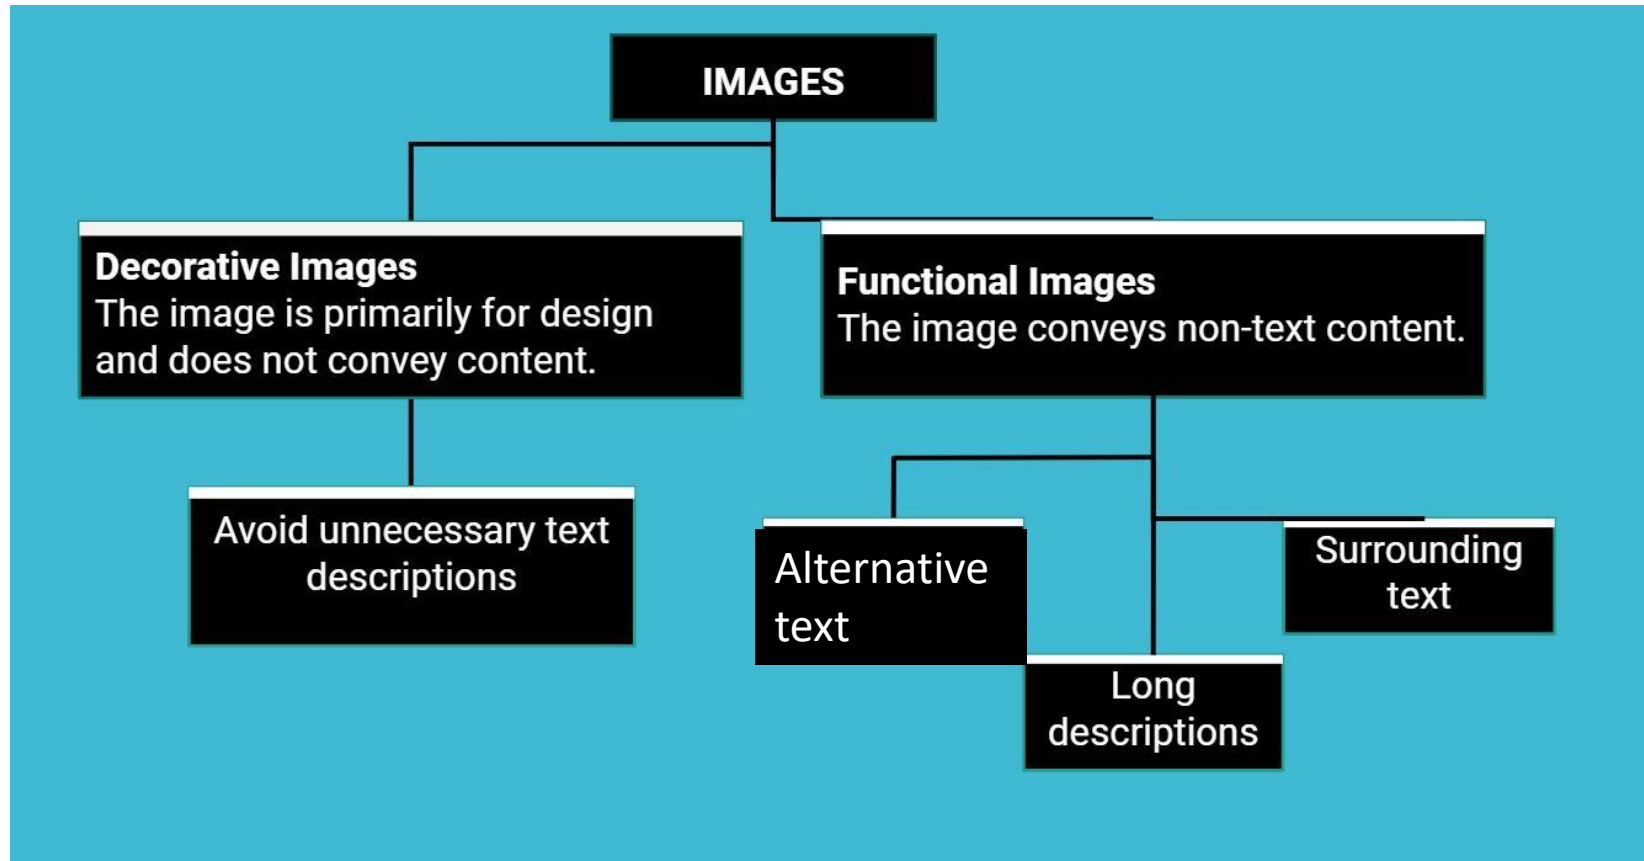 IMAGES
Decorative Images
The image is primarily for design
and does not convey content.
Functional Images
The image conveys non-text content.
Avoid unnecessary text
descriptions
Alternative
text
Long
descriptions
Surrounding
text